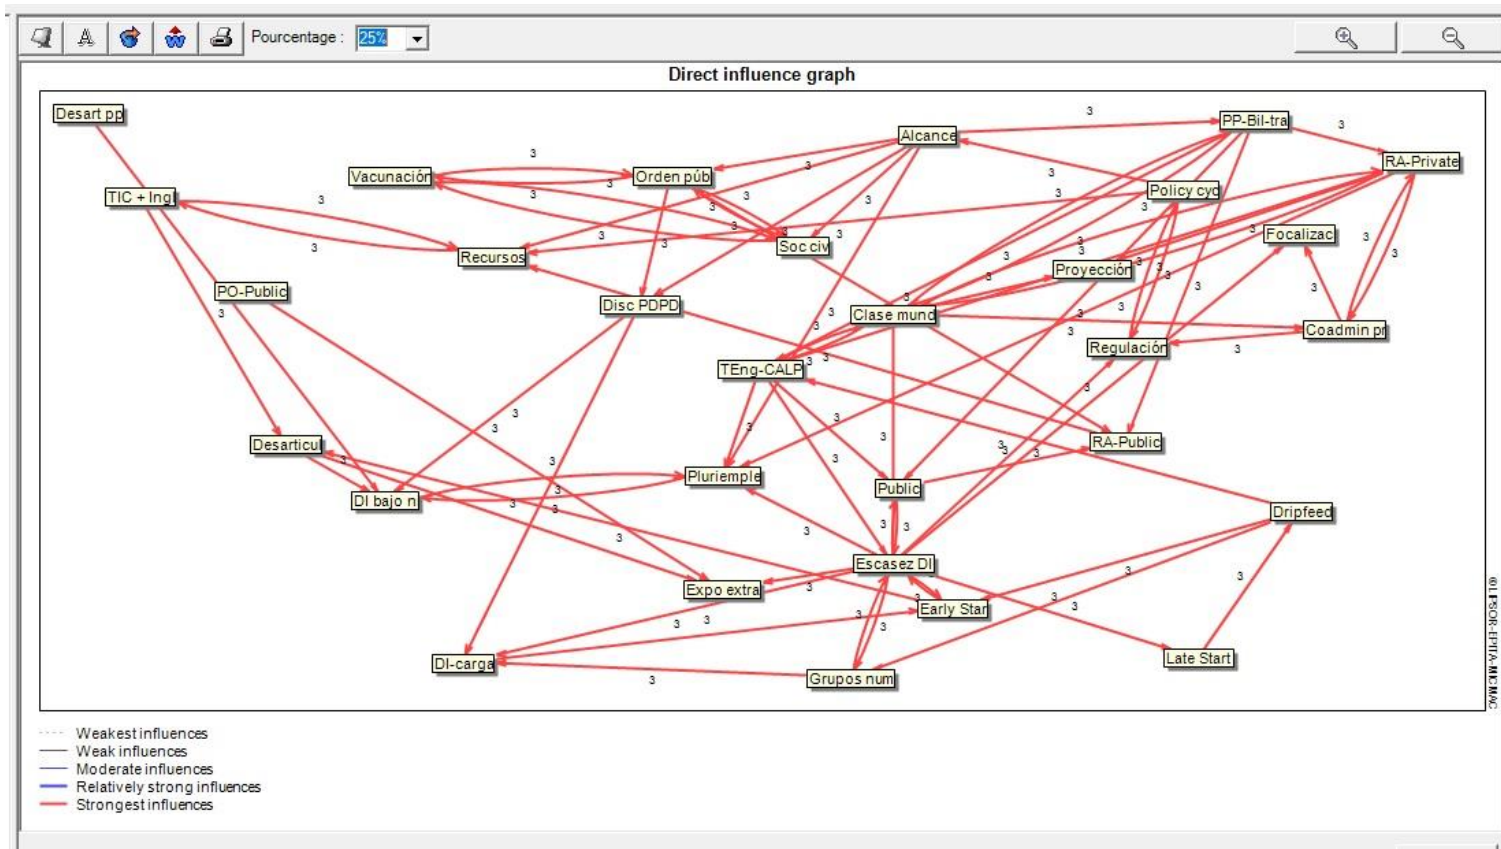 Pourcentage : 25%
Direct influence graph
Desart pp
Alcance
PP-Bil-tra
RA-Private
Vacunación
Orden púb
Policy cyc
TIC + Ingl
Focalizac
Soc civ
Recursos
Proyección
PO-Public
Disc PDPD
Clase mund
Coadmin pr
Regulación
TEng-CALP
Desarticul
RA-Public
Pluriemple
DI bajo n
Public
Dripfeed
Escasez DI
Expo extra
Early Star
DI-carga
Late Start
Grupos num
3
© LIPSOR-EPITA-MICMAC
Weakest influences
Weak influences
Moderate influences
Relatively strong influences
Strongest influences